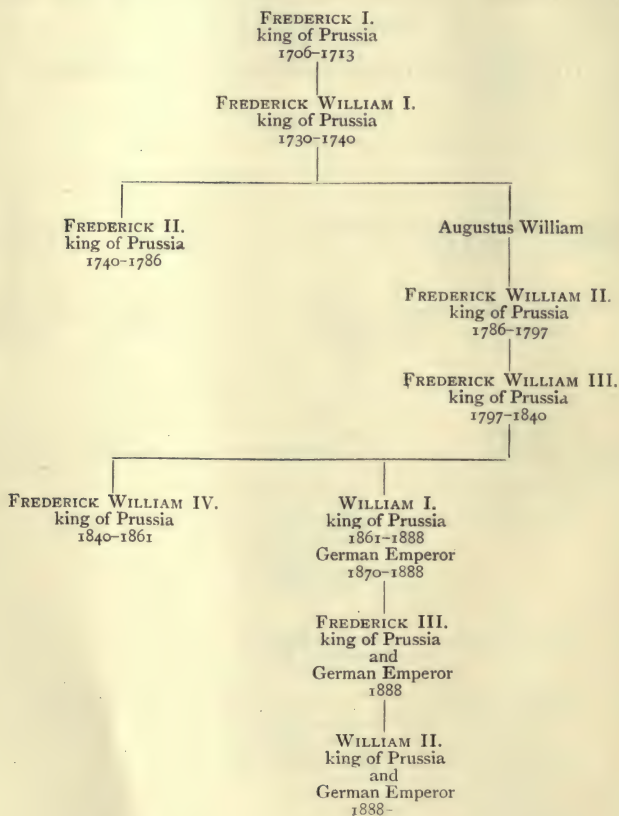 FREDERICK I.
king of Prussia
1706–1713
FREDERICK WILLIAM I.
king of Prussia
1730–1740
FREDERICK II.
king of Prussia
1740–1786
Augustus William
FREDERICK WILLIAM II.
king of Prussia
1786–1797
FREDERICK WILLIAM III.
king of Prussia
1797–1840
FREDERICK WILLIAM IV.
king of Prussia
1840–1861
WILLIAM I.
king of Prussia
1861–1888
German Emperor
1870–1888
FREDERICK III.
king of Prussia
and
German Emperor
1888
WILLIAM II.
king of Prussia
and
German Emperor
1888–